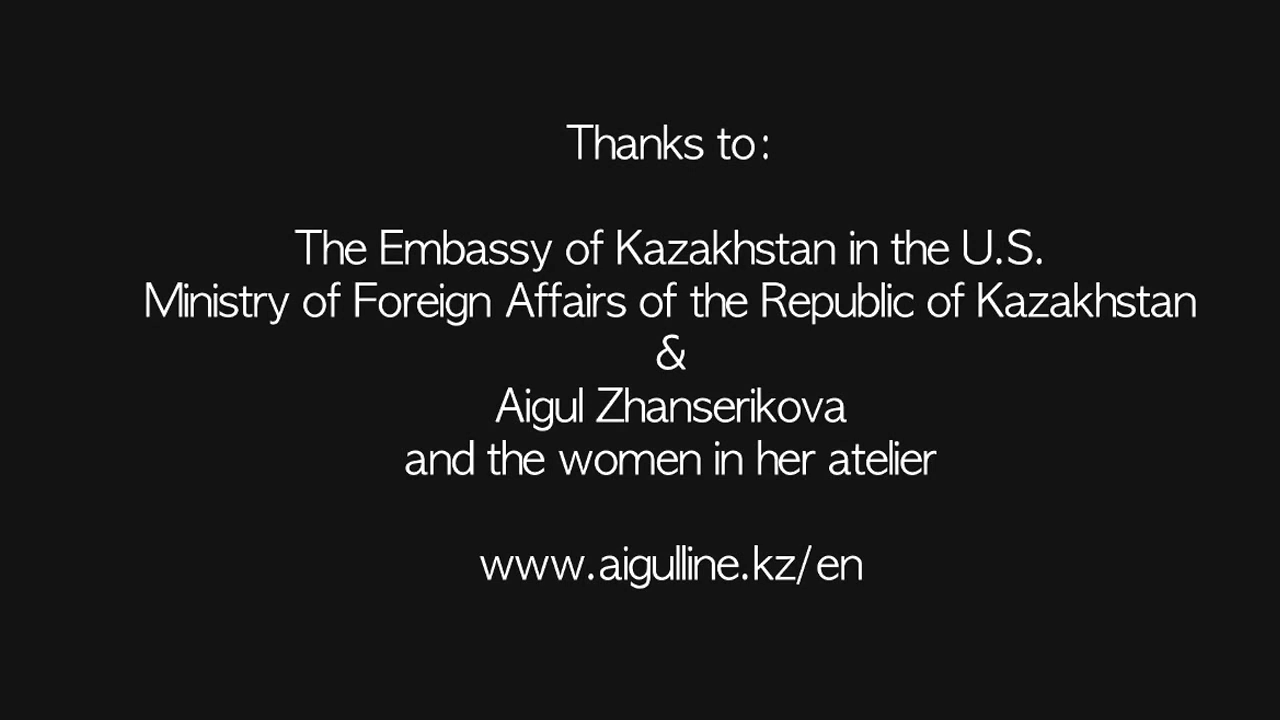 Thanks to:
The Embassy of Kazakhstan in the U.S.
Ministry of Foreign Affairs of the Republic of Kazakhstan
&
Aigul Zhanserikova
and the women in her atelier
www.aigulline.kz/en